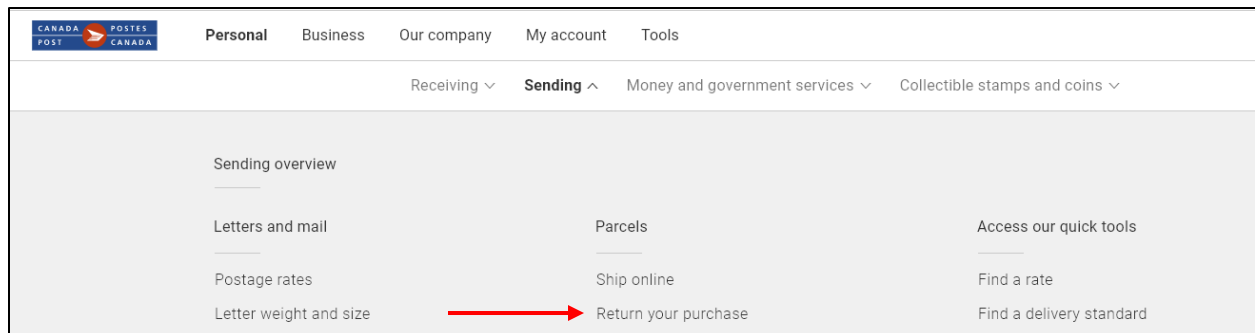 CANADA POSTES
POST CANADA
Personal Business Our company My account Tools
Receiving Sending Money and government services Collectible stamps and coins
Sending overview
Letters and mail Parcels Access our quick tools
Postage rates Ship online Find a rate
Letter weight and size Return your purchase Find a delivery standard